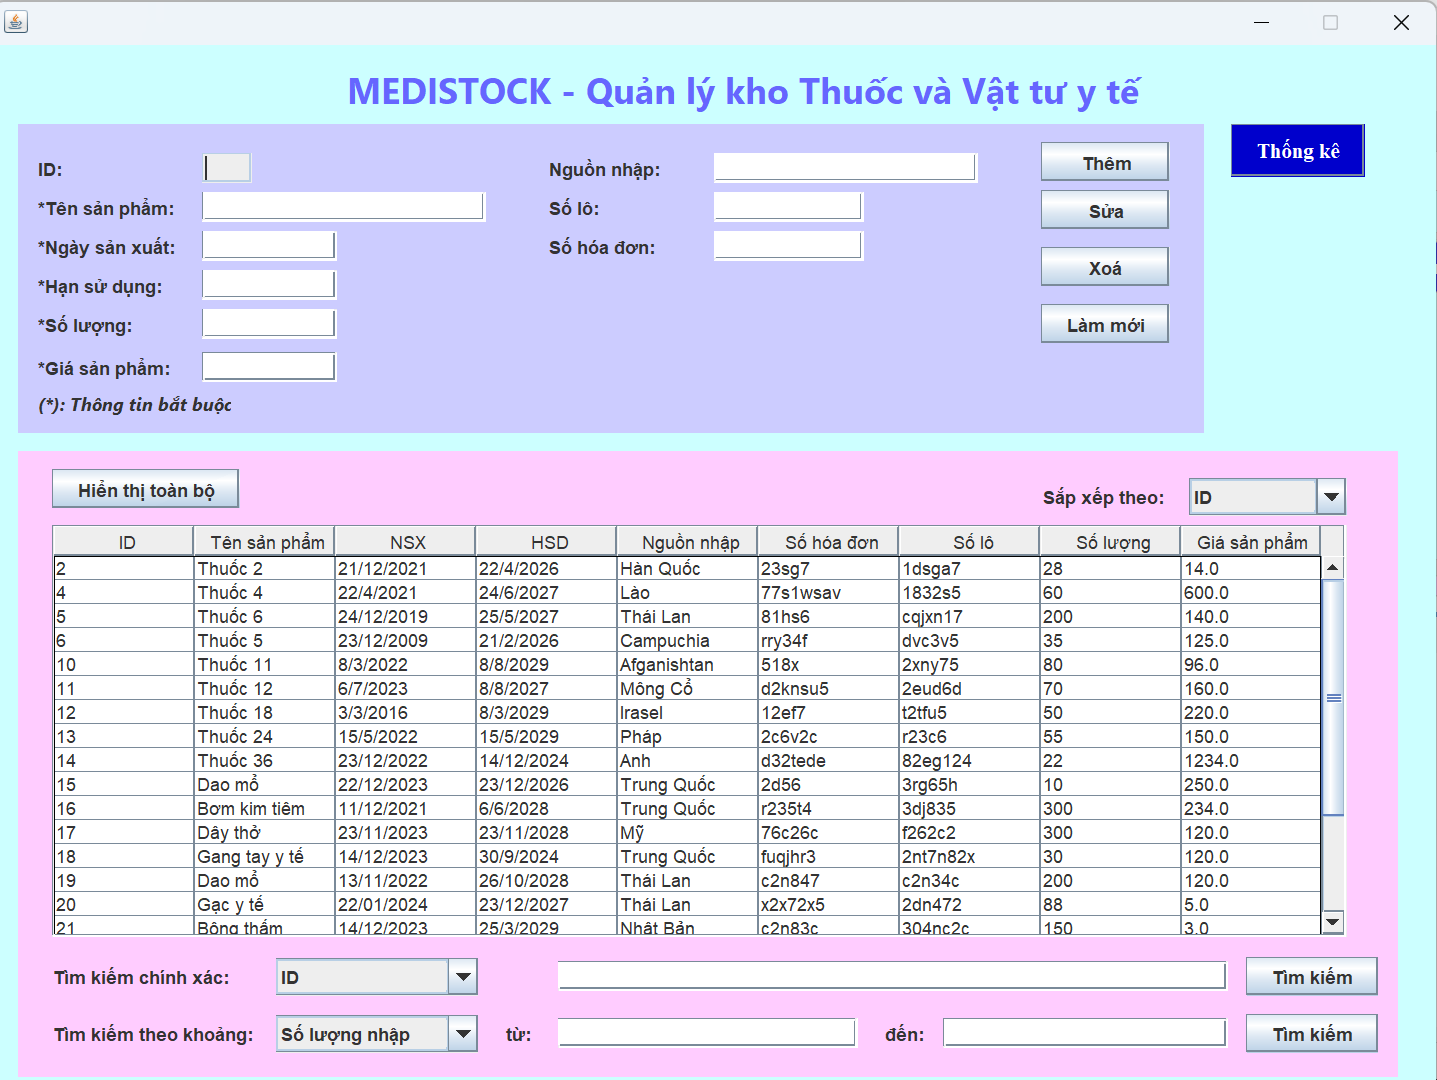 MEDISTOCK - Quản lý kho Thuốc và Vật tư y tế
ID:
Nguồn nhập:
Thêm
Thống kê
*Tên sản phẩm:
Số lô:
Sửa
*Ngày sản xuất:
Số hóa đơn:
Xoá
*Hạn sử dụng:
*Số lượng:
Làm mới
*Giá sản phẩm:
(*): Thông tin bắt buộc
Hiển thị toàn bộ
Sắp xếp theo: ID
ID Tên sản phẩm NSX HSD Nguồn nhập Số hóa đơn Số lô Số lượng Giá sản phẩm
2 Thuốc 2 21/12/2021 22/4/2026 Hàn Quốc 23sg7 1dsga7 28 14.0
4 Thuốc 4 22/4/2021 24/6/2027 Lào 77s1wsav 1832s5 60 600.0
5 Thuốc 6 24/12/2019 25/5/2027 Thái Lan 81hs6 cqjxn17 200 140.0
6 Thuốc 5 23/12/2009 21/2/2026 Campuchia rry34f dvc3v5 35 125.0
10 Thuốc 11 8/3/2022 8/8/2029 Afganishtan 518x 2xny75 80 96.0
11 Thuốc 12 6/7/2023 8/8/2027 Mông Cổ d2knsu5 2eud6d 70 160.0
12 Thuốc 18 3/3/2016 8/3/2029 Irasel 12ef7 t2tfu5 50 220.0
13 Thuốc 24 15/5/2022 15/5/2029 Pháp 2c6v2c r23c6 55 150.0
14 Thuốc 36 23/12/2022 14/12/2024 Anh d32tede 82eg124 22 1234.0
15 Dao mổ 22/12/2023 23/12/2026 Trung Quốc 2d56 3rg65h 10 250.0
16 Bơm kim tiêm 11/12/2021 6/6/2028 Trung Quốc r235t4 3dj835 300 234.0
17 Dây thở 23/11/2023 23/11/2028 Mỹ 76c26c f262c2 300 120.0
18 Gang tay y tế 14/12/2023 30/9/2024 Trung Quốc fuqjhr3 2nt7n82x 30 120.0
19 Dao mổ 13/11/2022 26/10/2028 Thái Lan c2n847 c2n34c 200 120.0
20 Gạc y tế 22/01/2024 23/12/2027 Thái Lan x2x72x5 2dn472 88 5.0
21 Bông thấm 14/12/2023 25/3/2029 Nhật Bản c2n83c 304nc2c 150 3.0
Tìm kiếm chính xác: ID Tìm kiếm
Tìm kiếm theo khoảng: Số lượng nhập từ: đến: Tìm kiếm